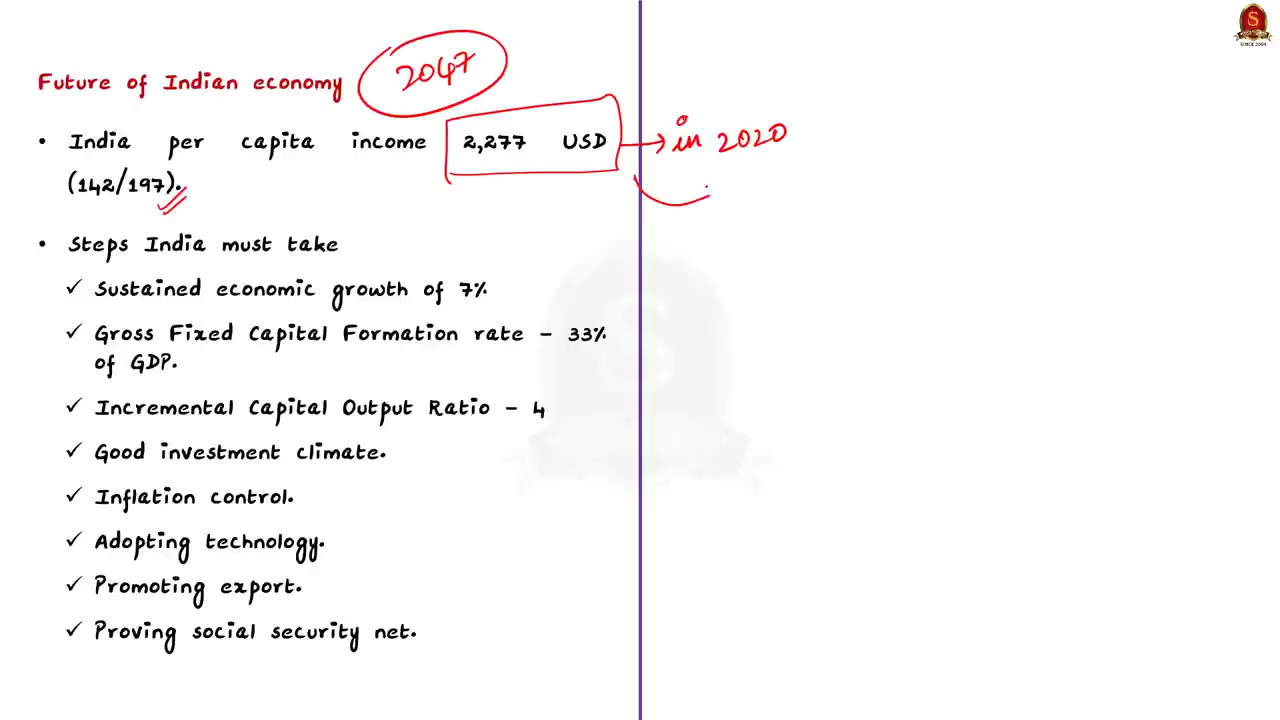 Future of Indian economy 2047
• India per capita income 2,277 USD → in 2020
(142/197).
• Steps India must take
✓ Sustained economic growth of 7%
✓ Gross Fixed Capital Formation rate – 33%
of GDP.
✓ Incremental Capital Output Ratio – 4
✓ Good investment climate.
✓ Inflation control.
✓ Adopting technology.
✓ Promoting export.
✓ Proving social security net.
S
SINCE 2004